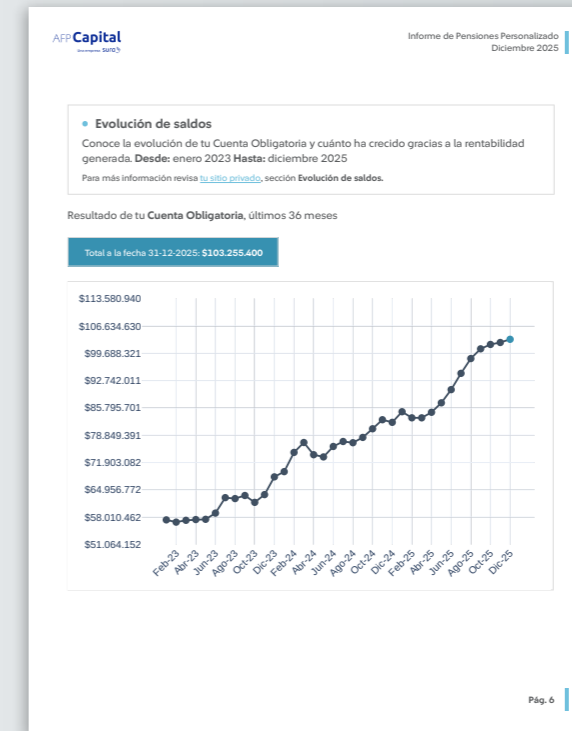 AFP Capital
una empresa sura
Informe de Pensiones Personalizado
Diciembre 2025
• Evolución de saldos
Conoce la evolución de tu Cuenta Obligatoria y cuánto ha crecido gracias a la rentabilidad
generada. Desde: enero 2023 Hasta: diciembre 2025
Para más información revisa tu sitio privado, sección Evolución de saldos.
Resultado de tu Cuenta Obligatoria, últimos 36 meses
Total a la fecha 31-12-2025: $103.255.400
$113.580.940
$106.634.630
$99.688.321
$92.742.011
$85.795.701
$78.849.391
$71.903.082
$64.956.772
$58.010.462
$51.064.152
Feb-23 Abr-23 Jun-23 Ago-23 Oct-23 Dic-23 Feb-24 Abr-24 Jun-24 Ago-24 Oct-24 Dic-24 Feb-25 Abr-25 Jun-25 Ago-25 Oct-25 Dic-25
Pág. 6